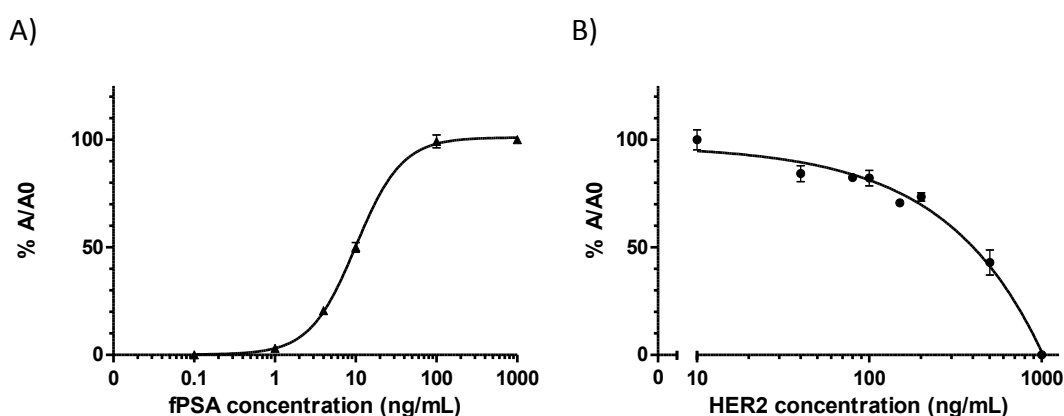 A)
B)
% A/A0
100
50
0
0 0.1 1 10 100 1000
fPSA concentration (ng/mL)
% A/A0
100
50
0
0 10 100 1000
HER2 concentration (ng/mL)